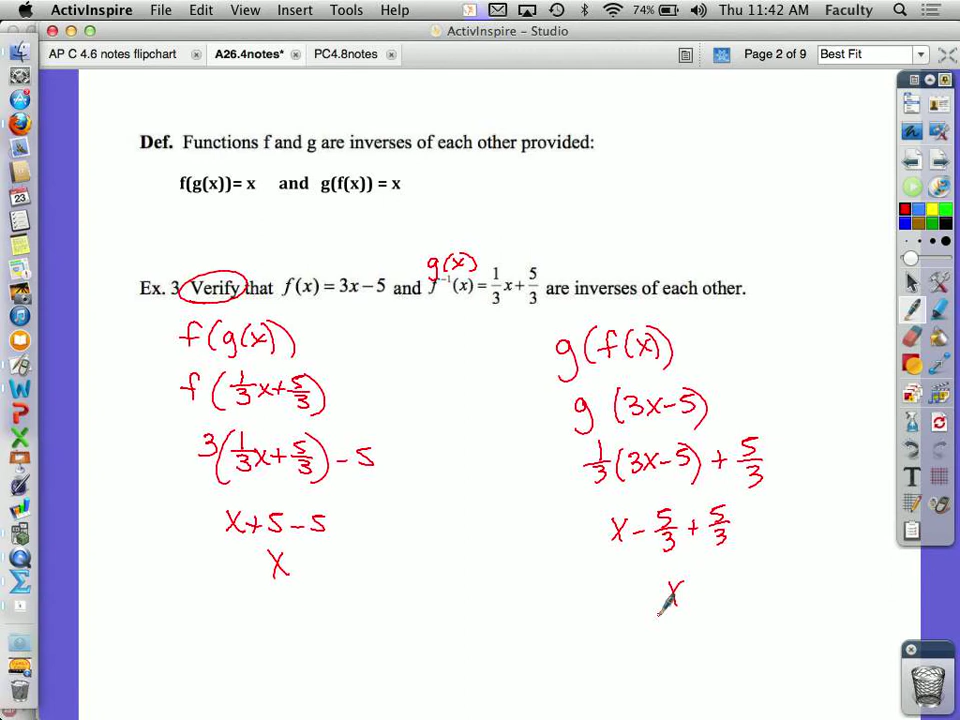 ActivInspire File Edit View Insert Tools Help 74% Thu 11:42 AM Faculty
ActivInspire – Studio
AP C 4.6 notes flipchart A26.4notes* PC4.8notes Page 2 of 9 Best Fit
Def. Functions f and g are inverses of each other provided:
f(g(x))= x and g(f(x)) = x
g(x)
Ex. 3 Verify that f(x) = 3x − 5 and f⁻¹(x) = 1/3 x + 5/3 are inverses of each other.
f(g(x))
f(1/3x+5/3)
3(1/3x+5/3) − 5
x+5−5
x
g(f(x))
g(3x−5)
1/3(3x−5) + 5/3
x − 5/3 + 5/3
x